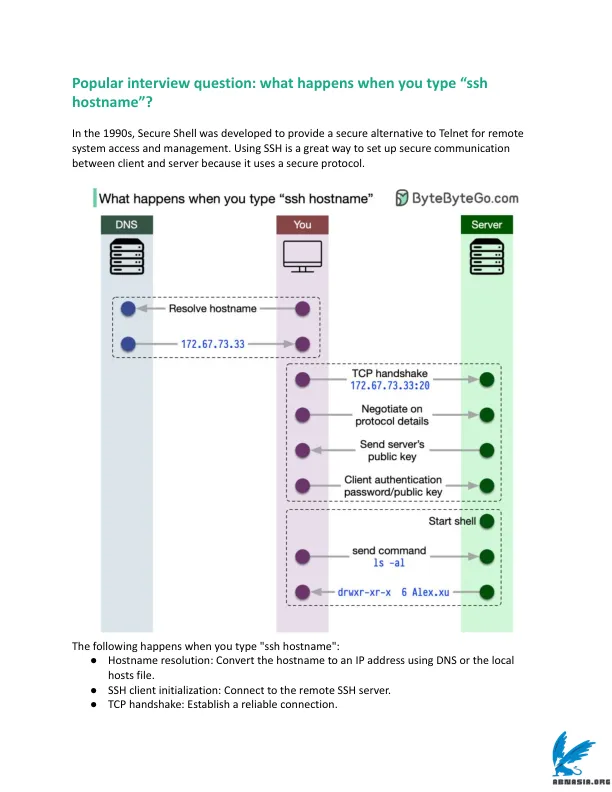 Popular interview question: what happens when you type “ssh
hostname”?
In the 1990s, Secure Shell was developed to provide a secure alternative to Telnet for remote
system access and management. Using SSH is a great way to set up secure communication
between client and server because it uses a secure protocol.
What happens when you type “ssh hostname”
ByteByteGo.com
DNS
You
Server
Resolve hostname
172.67.73.33
TCP handshake
172.67.73.33:20
Negotiate on
protocol details
Send server's
public key
Client authentication
password/public key
Start shell
send command
ls -al
drwxr-xr-x 6 Alex.xu
The following happens when you type "ssh hostname":
● Hostname resolution: Convert the hostname to an IP address using DNS or the local
hosts file.
● SSH client initialization: Connect to the remote SSH server.
● TCP handshake: Establish a reliable connection.
ABNASIA.ORG